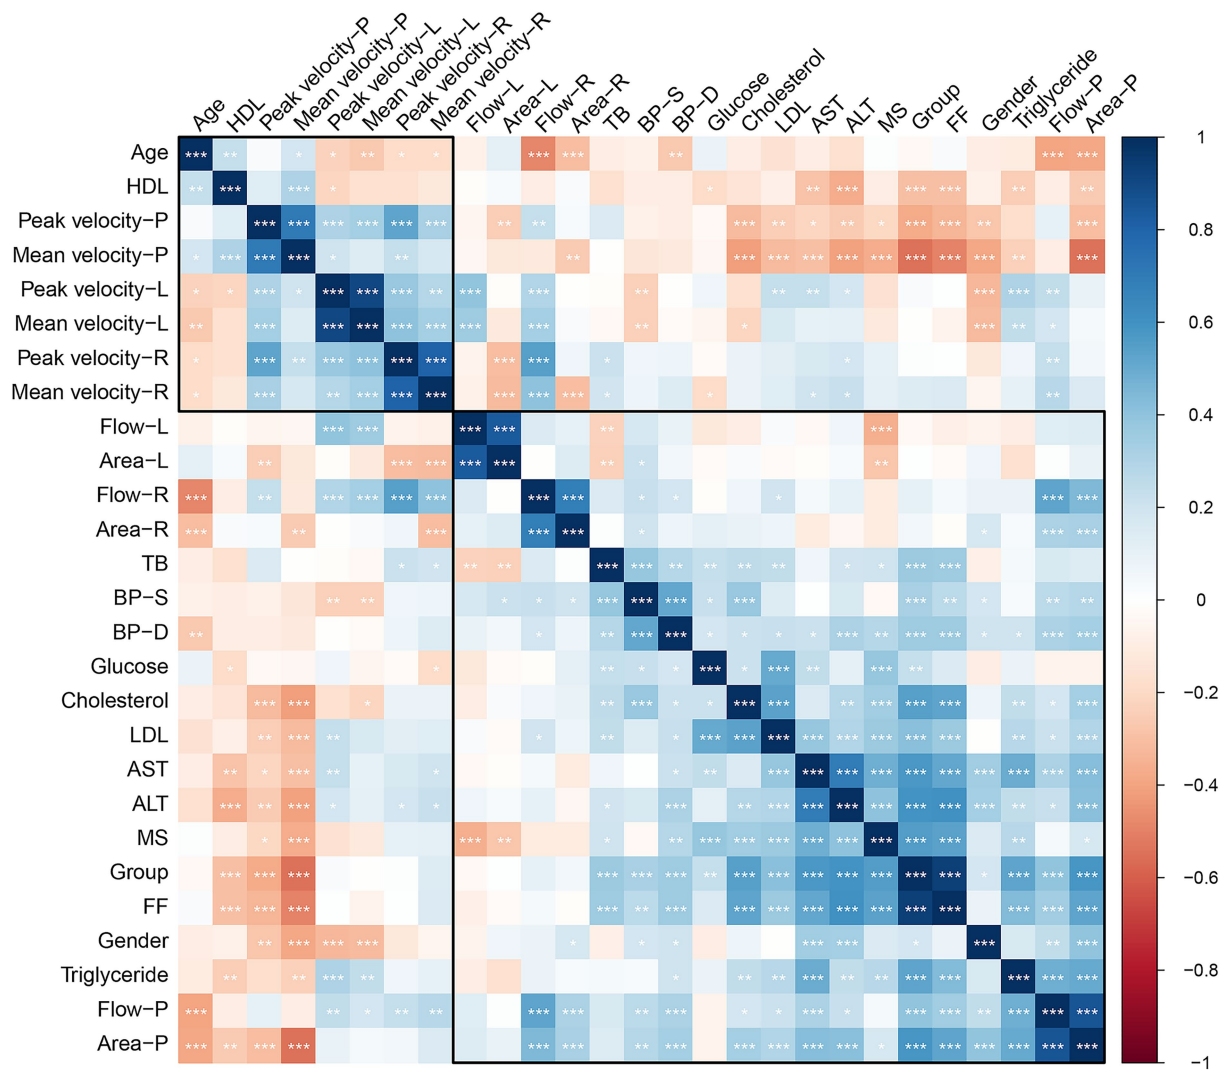 Age
HDL
Peak velocity−P
Mean velocity−P
Peak velocity−L
Mean velocity−L
Peak velocity−R
Mean velocity−R
Flow−L
Area−L
Flow−R
Area−R
TB
BP−S
BP−D
Glucose
Cholesterol
LDL
AST
ALT
MS
Group
FF
Gender
Triglyceride
Flow−P
Area−P
Age *** ** * * ** * * *** *** ** *** ***
HDL ** *** *** * * ** *** *** *** ** **
Peak velocity−P *** *** *** *** *** *** ** ** *** ** * ** * *** *** ** ***
Mean velocity−P * *** *** *** * ** ** *** *** *** *** *** *** *** *** ** ***
Peak velocity−L * * *** * *** *** *** ** *** *** ** ** ** * *** *** **
Mean velocity−L ** *** *** *** *** *** *** *** ** * *** ** *
Peak velocity−R * *** ** *** *** *** *** *** *** * * **
Mean velocity−R * *** ** *** *** *** *** *** *** * * * * **
Flow−L *** *** *** *** ** ***
Area−L ** *** *** *** *** ** * **
Flow−R *** ** *** *** *** *** *** *** * * * *** ***
Area−R *** ** *** *** *** * * *** ***
TB * * ** ** *** *** ** ** ** ** * * *** ***
BP−S ** ** * * * *** *** *** * *** *** ** * ** **
BP−D ** * ** *** *** * * * * *** ** *** *** * * *** ***
Glucose * * ** * * *** * *** ** *** **
Cholesterol *** *** * ** *** * * *** *** ** *** *** *** ** * ***
LDL ** *** ** * ** * *** *** *** *** *** *** *** *** ** * ***
AST ** * *** ** * * ** *** *** *** *** *** *** *** *** *** ***
ALT *** ** *** * * * * *** ** *** *** *** *** *** *** *** ** * ***
MS * *** *** ** * ** *** *** *** *** *** *** *** *** ** *
Group *** *** *** *** *** *** ** *** *** *** *** *** *** *** * *** *** ***
FF *** *** *** *** ** *** *** *** *** *** *** *** *** *** *** ***
Gender ** *** *** *** * * * *** *** * *** ** ***
Triglyceride ** ** *** ** * ** ** *** ** ** *** *** *** *** ***
Flow−P *** ** * ** ** *** *** ** *** * * *** * *** *** ** *** *** ***
Area−P *** ** *** *** *** *** ** *** *** *** *** *** * *** *** *** *** *** ***
1
0.8
0.6
0.4
0.2
0
−0.2
−0.4
−0.6
−0.8
−1